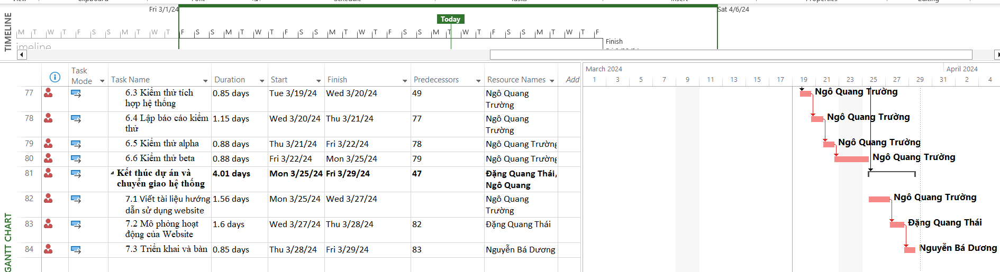 Fri 3/1/24
Sat 4/6/24
Today
TIMELINE
M T W T F S S M T W T F S S M T W T F S S M T W T F S S M T W T F S S M T W T F
Finish
GANTT CHART
Task Mode Task Name Duration Start Finish Predecessors Resource Names Add
March 2024 April 2024
1 3 5 7 9 11 13 15 17 19 21 23 25 27 29 31 2 4
77 6.3 Kiểm thử tích hợp hệ thống 0.85 days Tue 3/19/24 Wed 3/20/24 49 Ngô Quang Trường
Ngô Quang Trường
78 6.4 Lập báo cáo kiểm thử 1.15 days Wed 3/20/24 Thu 3/21/24 77 Ngô Quang Trường
Ngô Quang Trường
79 6.5 Kiểm thử alpha 0.88 days Thu 3/21/24 Fri 3/22/24 78 Ngô Quang Trường
Ngô Quang Trường
80 6.6 Kiểm thử beta 0.88 days Fri 3/22/24 Mon 3/25/24 79 Ngô Quang Trường
Ngô Quang Trường
81 Kết thúc dự án và chuyển giao hệ thống 4.01 days Mon 3/25/24 Fri 3/29/24 47 Đặng Quang Thái, Ngô Quang
82 7.1 Viết tài liệu hướng dẫn sử dụng website 1.56 days Mon 3/25/24 Wed 3/27/24 Ngô Quang Trường
Ngô Quang Trường
83 7.2 Mô phỏng hoạt động của Website 1.6 days Wed 3/27/24 Thu 3/28/24 82 Đặng Quang Thái
Đặng Quang Thái
84 7.3 Triển khai và bàn 0.85 days Thu 3/28/24 Fri 3/29/24 83 Nguyễn Bá Dương
Nguyễn Bá Dương